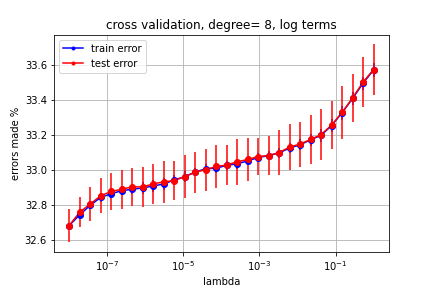 cross validation, degree= 8, log terms
train error
test error
errors made %
33.6
33.4
33.2
33.0
32.8
32.6
10⁻⁷
10⁻⁵
10⁻³
10⁻¹
lambda